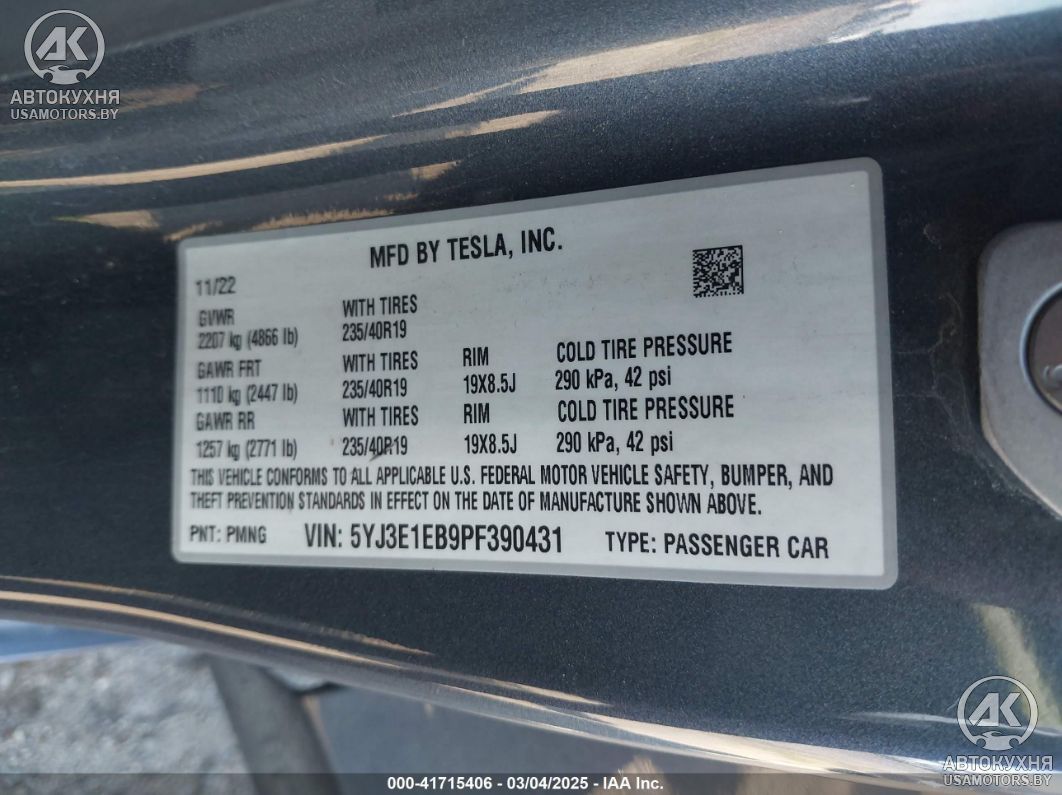 AK
АВТОКУХНЯ
USAMOTORS.BY
MFD BY TESLA, INC.
11/22
GVWR WITH TIRES
2207 kg (4866 lb) 235/40R19
GAWR FRT WITH TIRES RIM COLD TIRE PRESSURE
1110 kg (2447 lb) 235/40R19 19X8.5J 290 kPa, 42 psi
GAWR RR WITH TIRES RIM COLD TIRE PRESSURE
1257 kg (2771 lb) 235/40R19 19X8.5J 290 kPa, 42 psi
THIS VEHICLE CONFORMS TO ALL APPLICABLE U.S. FEDERAL MOTOR VEHICLE SAFETY, BUMPER, AND
THEFT PREVENTION STANDARDS IN EFFECT ON THE DATE OF MANUFACTURE SHOWN ABOVE.
PNT: PMNG VIN: 5YJ3E1EB9PF390431 TYPE: PASSENGER CAR
AK
АВТОКУХНЯ
USAMOTORS.BY
000-41715406 - 03/04/2025 - IAA Inc.